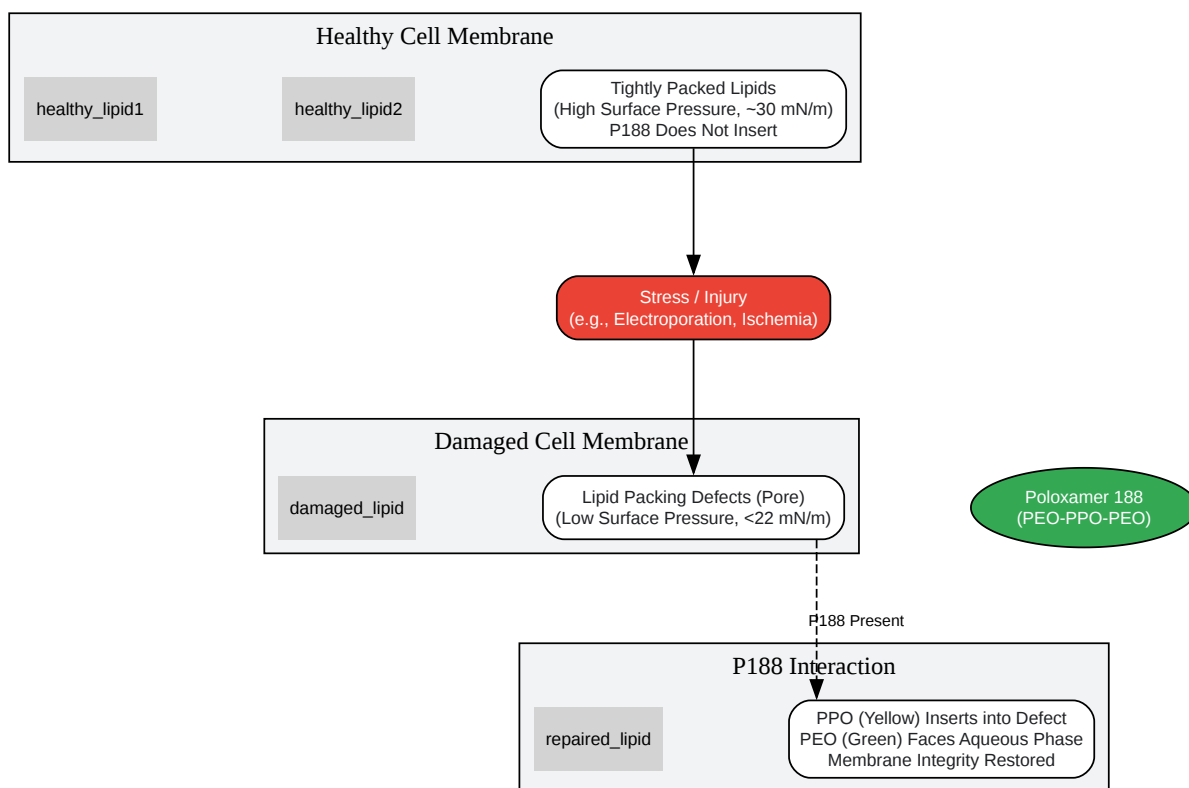 Healthy Cell Membrane
healthy_lipid1
healthy_lipid2
Tightly Packed Lipids
(High Surface Pressure, ~30 mN/m)
P188 Does Not Insert
Stress / Injury
(e.g., Electroporation, Ischemia)
Damaged Cell Membrane
damaged_lipid
Lipid Packing Defects (Pore)
(Low Surface Pressure, <22 mN/m)
Poloxamer 188
(PEO-PPO-PEO)
P188 Present
P188 Interaction
repaired_lipid
PPO (Yellow) Inserts into Defect
PEO (Green) Faces Aqueous Phase
Membrane Integrity Restored